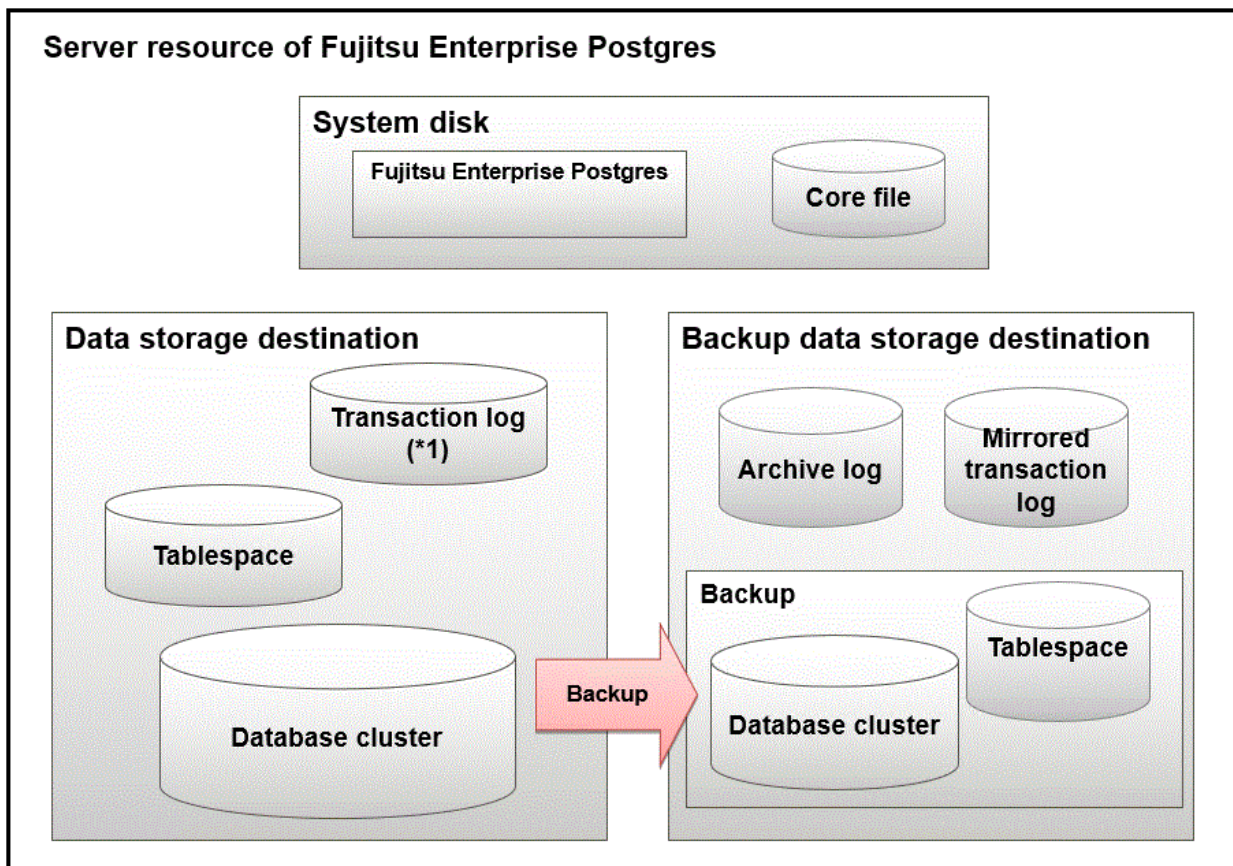 Server resource of Fujitsu Enterprise Postgres
System disk
Fujitsu Enterprise Postgres
Core file
Data storage destination
Transaction log
(*1)
Tablespace
Database cluster
Backup
Backup data storage destination
Archive log
Mirrored
transaction
log
Backup
Tablespace
Database cluster